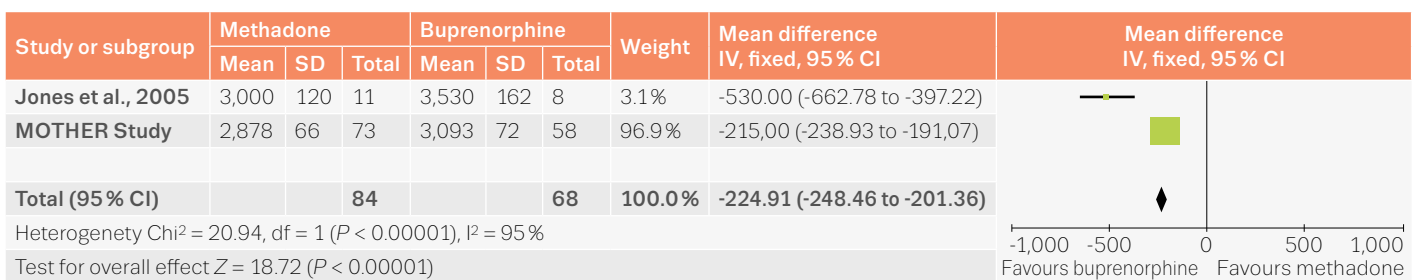 Study or subgroup Methadone Buprenorphine Weight Mean difference IV, fixed, 95 % CI Mean difference IV, fixed, 95 % CI
Mean SD Total Mean SD Total
Jones et al., 2005 3,000 120 11 3,530 162 8 3.1 % -530.00 (-662.78 to -397.22)
MOTHER Study 2,878 66 73 3,093 72 58 96.9 % -215,00 (-238.93 to -191,07)
Total (95 % CI) 84 68 100.0 % -224.91 (-248.46 to -201.36)
Heterogenety Chi² = 20.94, df = 1 (P < 0.00001), I² = 95 %
Test for overall effect Z = 18.72 (P < 0.00001)
-1,000 -500 0 500 1,000
Favours buprenorphine Favours methadone